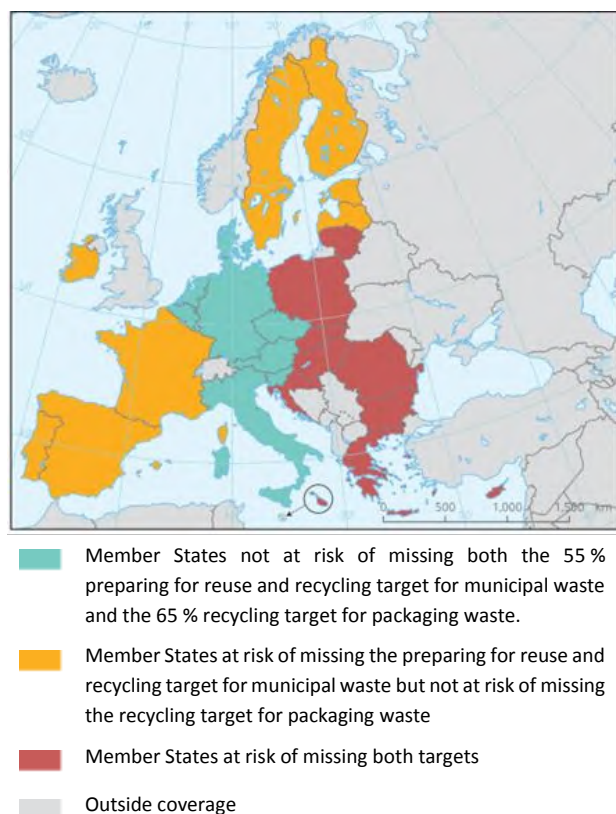 0 500 1,000 1,500 km
Member States not at risk of missing both the 55 %
preparing for reuse and recycling target for municipal waste
and the 65 % recycling target for packaging waste.
Member States at risk of missing the preparing for reuse and
recycling target for municipal waste but not at risk of missing
the recycling target for packaging waste
Member States at risk of missing both targets
Outside coverage